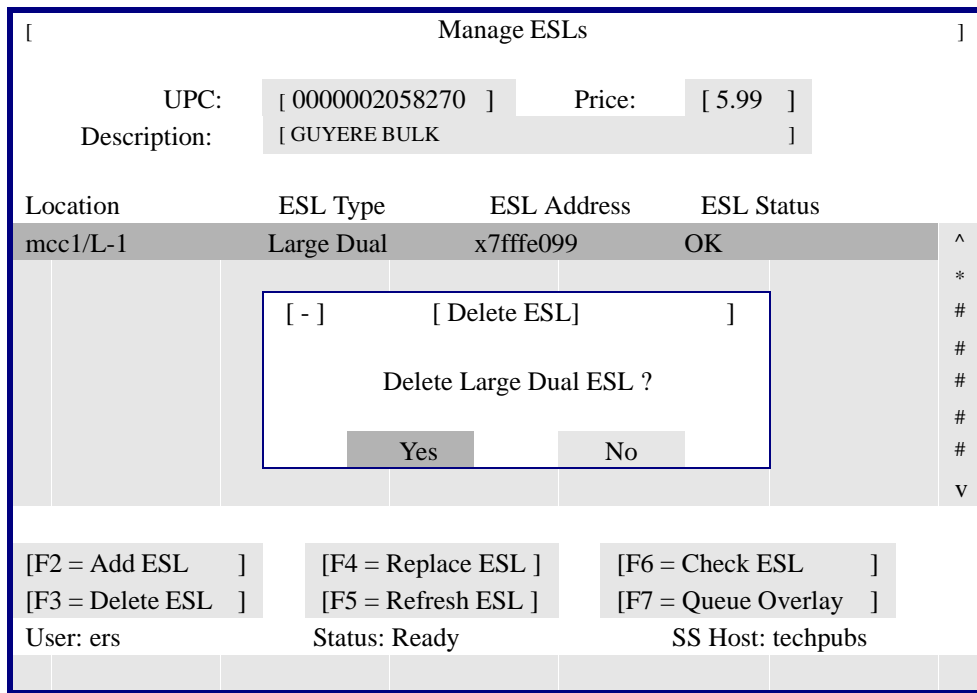 [ Manage ESLs ]
UPC: [ 0000002058270 ] Price: [ 5.99 ]
Description: [ GUYERE BULK ]
Location ESL Type ESL Address ESL Status
mcc1/L-1 Large Dual x7fffe099 OK ^
*
[ - ] [ Delete ESL] ] #
#
Delete Large Dual ESL ? #
#
Yes No #
v
[F2 = Add ESL ] [F4 = Replace ESL ] [F6 = Check ESL ]
[F3 = Delete ESL ] [F5 = Refresh ESL ] [F7 = Queue Overlay ]
User: ers Status: Ready SS Host: techpubs